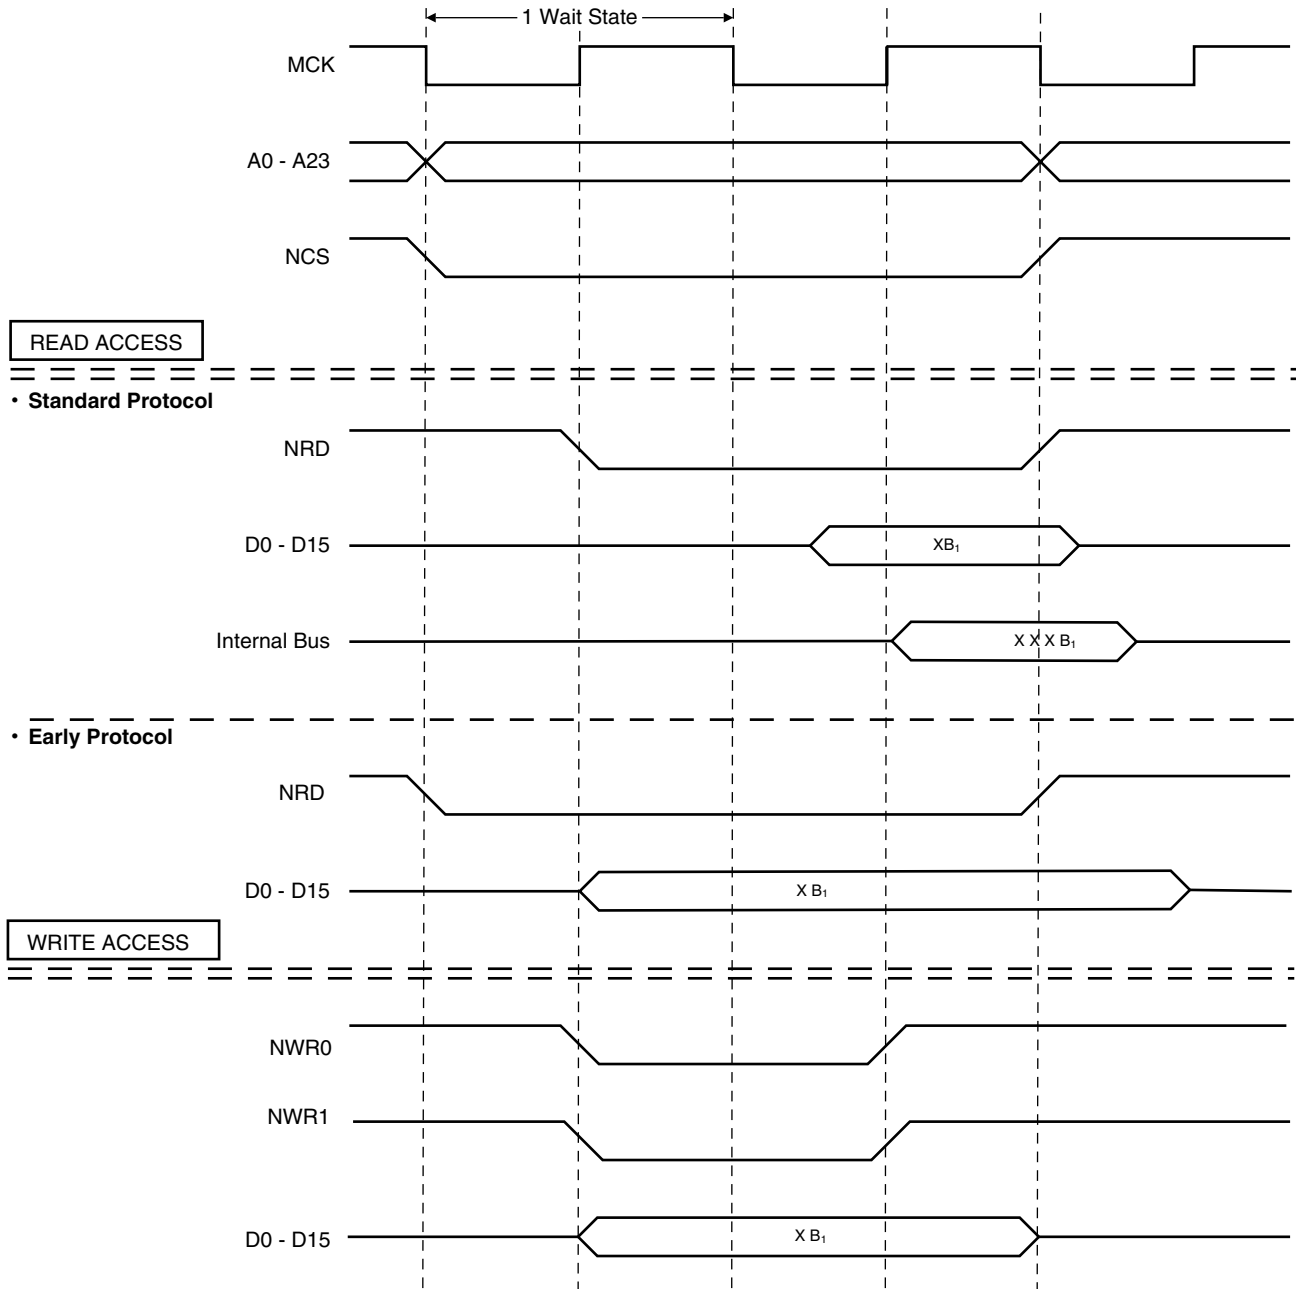 1 Wait State
MCK
A0 - A23
NCS
READ ACCESS
• Standard Protocol
NRD
D0 - D15 XB₁
Internal Bus X X X B₁
• Early Protocol
NRD
D0 - D15 X B₁
WRITE ACCESS
NWR0
NWR1
D0 - D15 X B₁